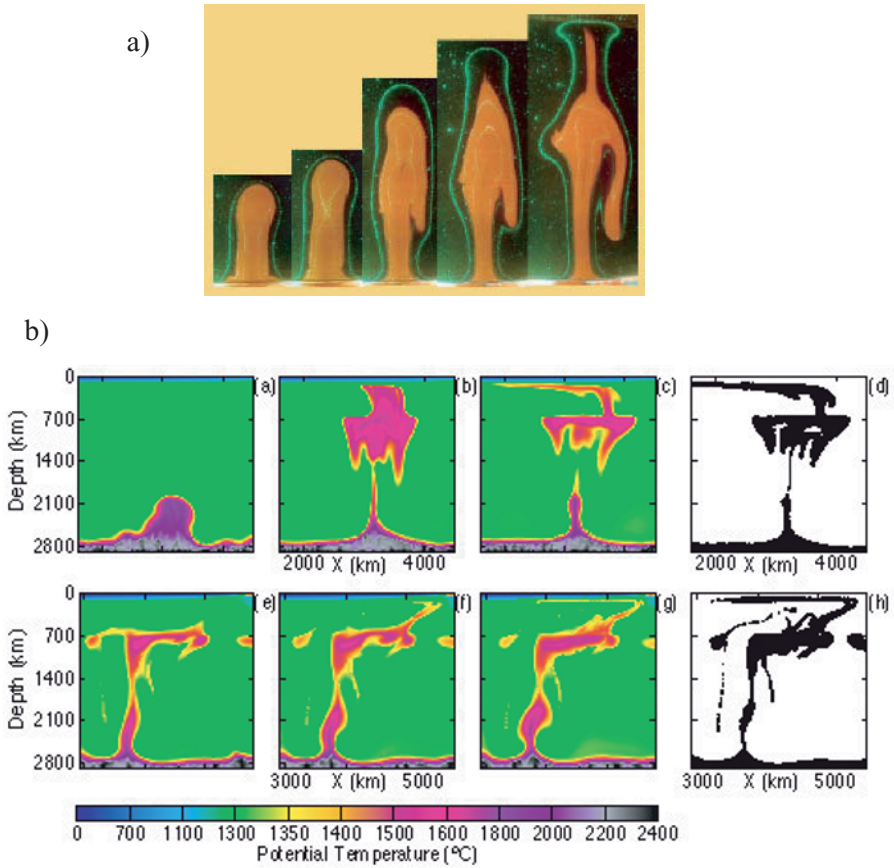 a)
b)
0 (a) (b) (c) (d)
700
1400
2100
2800
Depth (km)
2000 X (km) 4000 2000 X (km) 4000
0 (e) (f) (g) (h)
700
1400
2100
2800
Depth (km)
3000 X (km) 5000 3000 X (km) 5000
0 700 1100 1300 1350 1400 1500 1600 1800 2000 2200 2400
Potential Temperature (ºC)